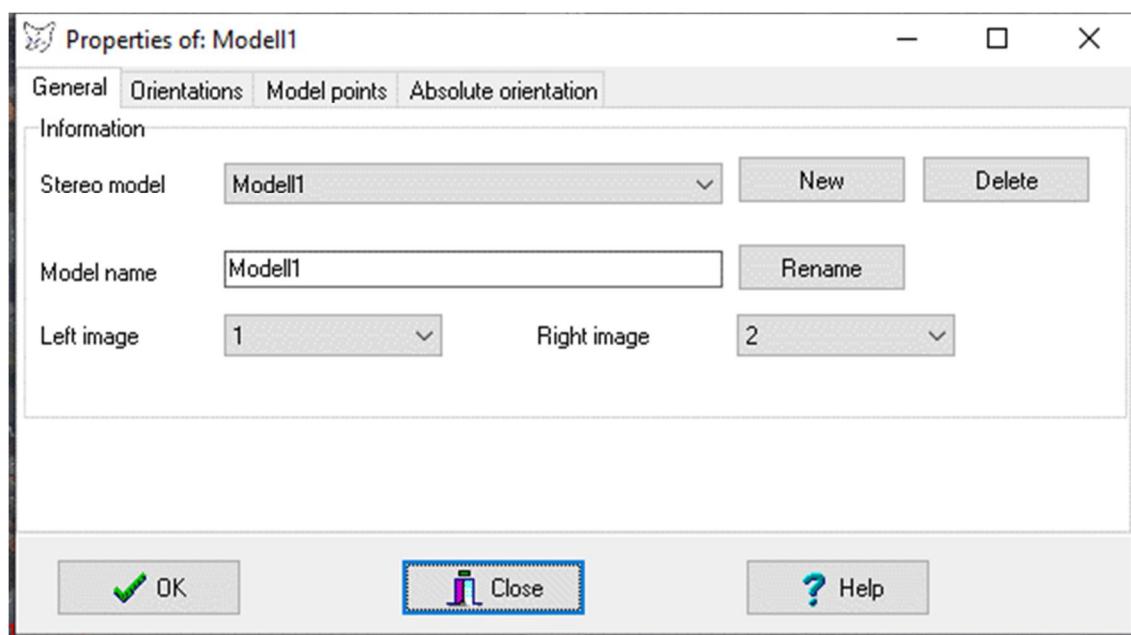 Properties of: Modell1
General Orientations Model points Absolute orientation
Information
Stereo model Modell1 New Delete
Model name Modell1 Rename
Left image 1 Right image 2
OK Close Help